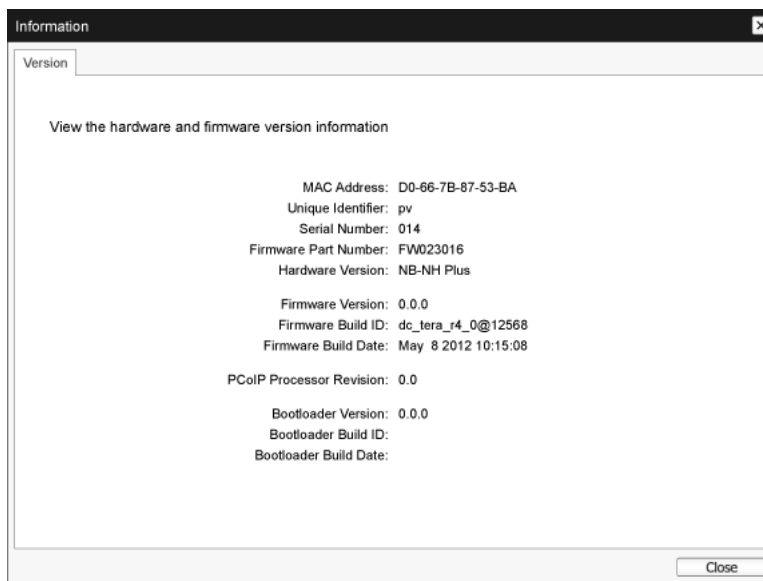 Information
Version
View the hardware and firmware version information
MAC Address: D0-66-7B-87-53-BA
Unique Identifier: pv
Serial Number: 014
Firmware Part Number: FW023016
Hardware Version: NB-NH Plus
Firmware Version: 0.0.0
Firmware Build ID: dc_tera_r4_0@12568
Firmware Build Date: May 8 2012 10:15:08
PCoIP Processor Revision: 0.0
Bootloader Version: 0.0.0
Bootloader Build ID:
Bootloader Build Date:
Close